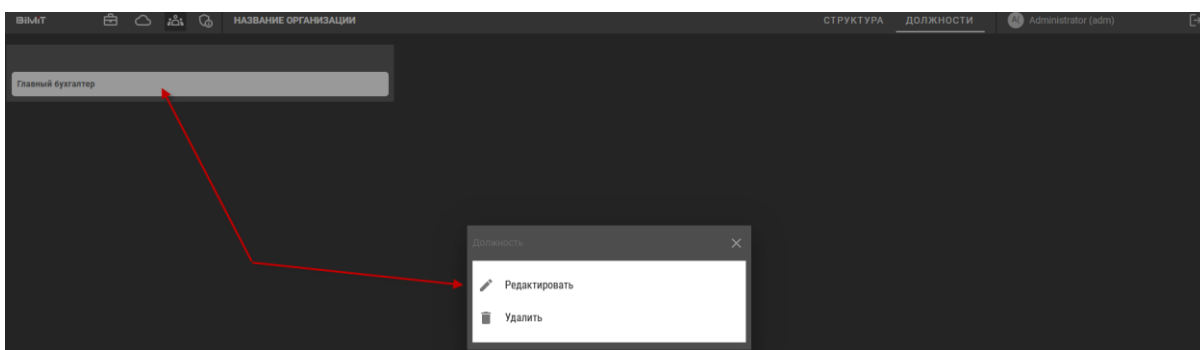 BiMiT НАЗВАНИЕ ОРГАНИЗАЦИИ СТРУКТУРА ДОЛЖНОСТИ Administrator (adm)
Главный бухгалтер
Должность
Редактировать
Удалить